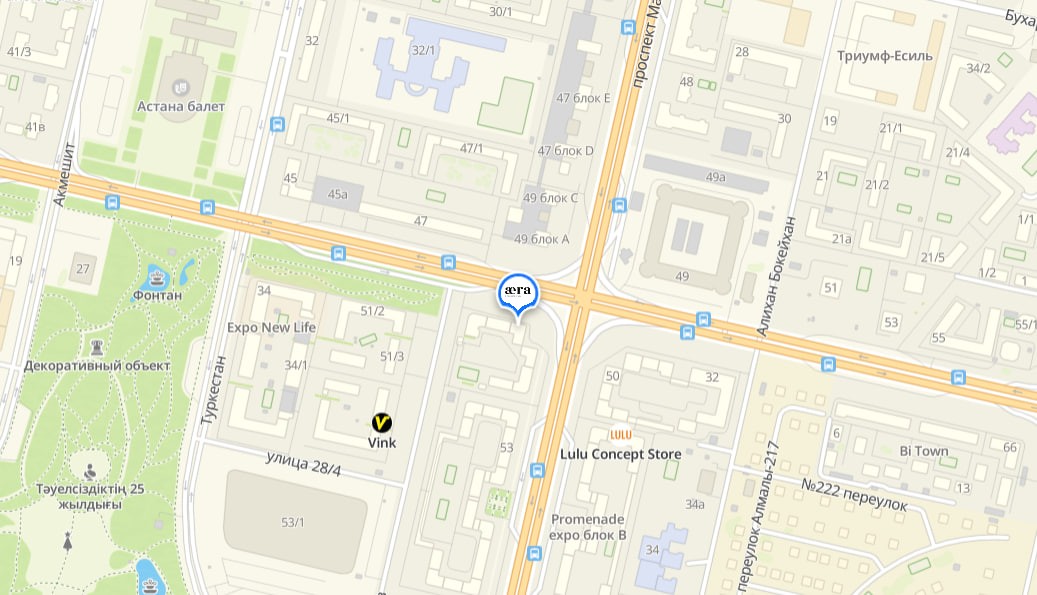 30/1
проспект Ма
Бухар
41/3
32
32/1
28
Триумф-Есиль
34/2
48
47 блок E
Астана балет
45/1
30
19
41в
21/1
47/1
47 блок D
21/4
Акмешит
45
45а
49 блок C
49а
21
21/2
47
1/1
49 блок A
21а
21/5
Алихан Бокейхан
19
27
Фонтан
49
1/2
51
34
æra
51/2
53
55/1
Expo New Life
55
51/3
Декоративный объект
34/1
50
32
Туркестан
Vink
LULU
6
53
Lulu Concept Store
Bi Town
66
улица 28/4
Тәуелсіздіктің 25
жылдығы
13
№222 переулок
34а
53/1
Promenade
expo блок B
34
переулок Алмалы-217
в